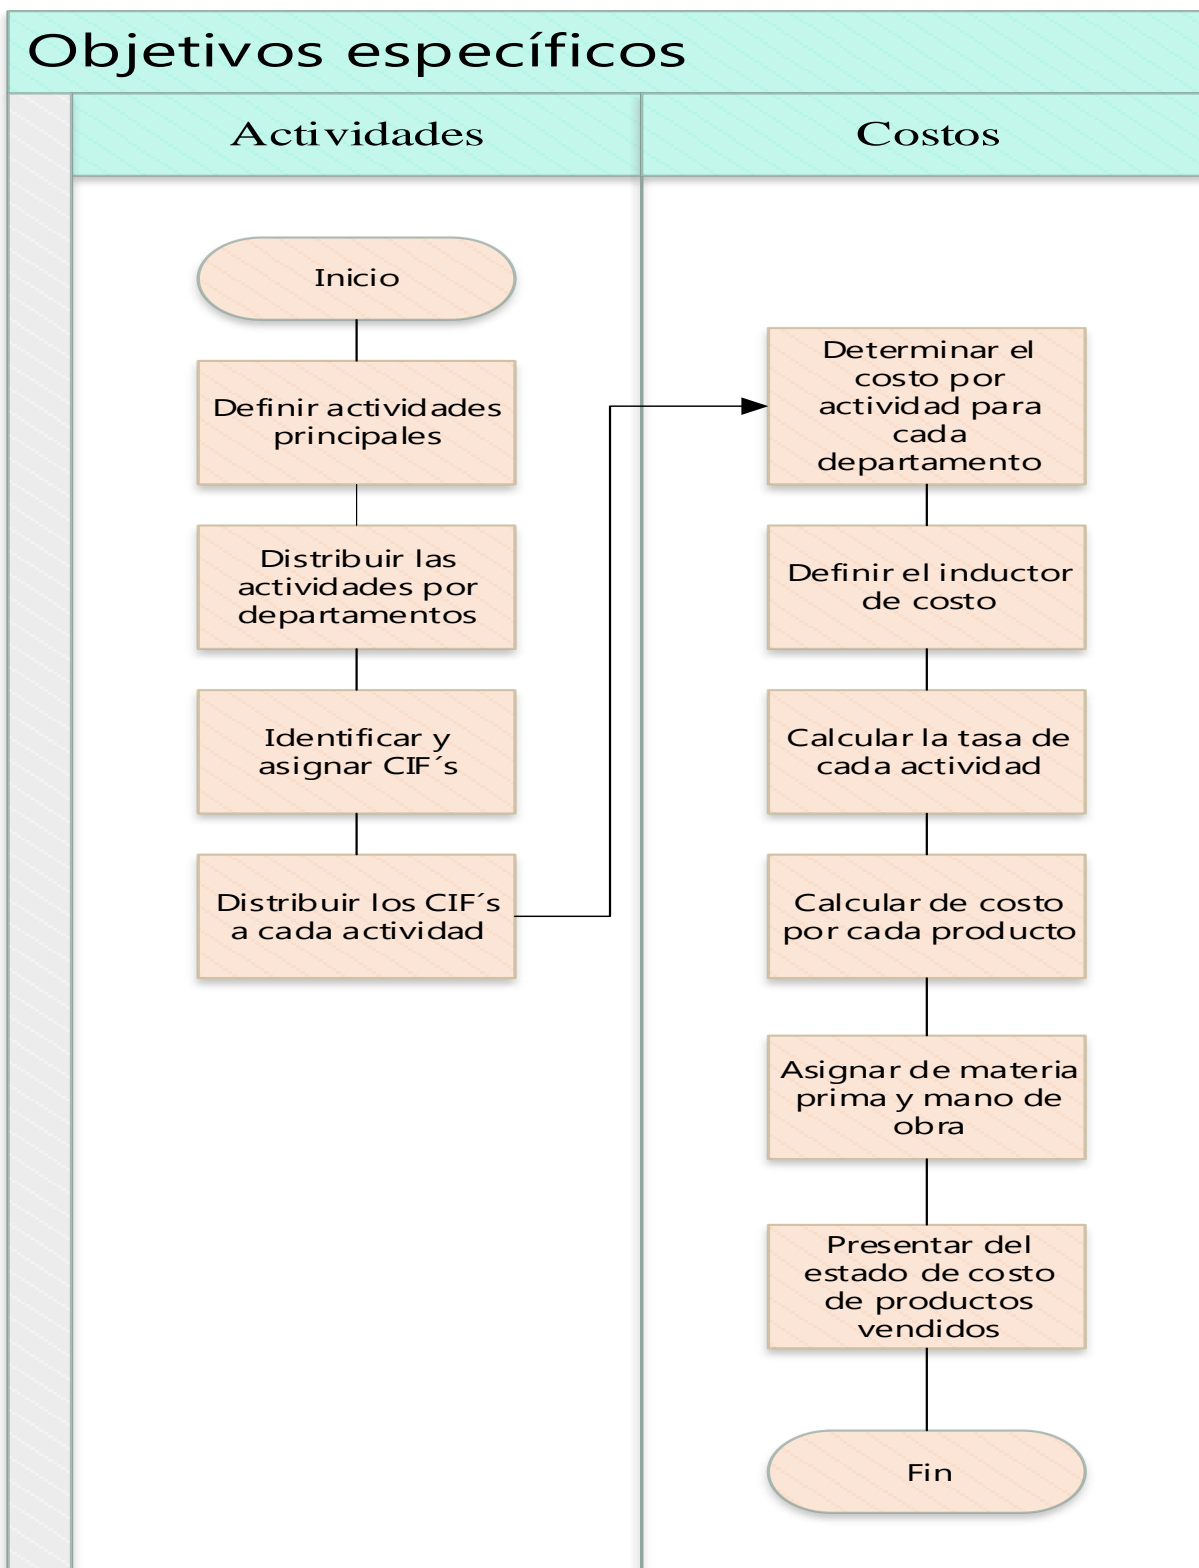 Objetivos específicos
Actividades
Costos
Inicio
Definir actividades
principales
Distribuir las
actividades por
departamentos
Identificar y
asignar CIF´s
Distribuir los CIF´s
a cada actividad
Determinar el
costo por
actividad para
cada
departamento
Definir el inductor
de costo
Calcular la tasa de
cada actividad
Calcular de costo
por cada producto
Asignar de materia
prima y mano de
obra
Presentar del
estado de costo
de productos
vendidos
Fin